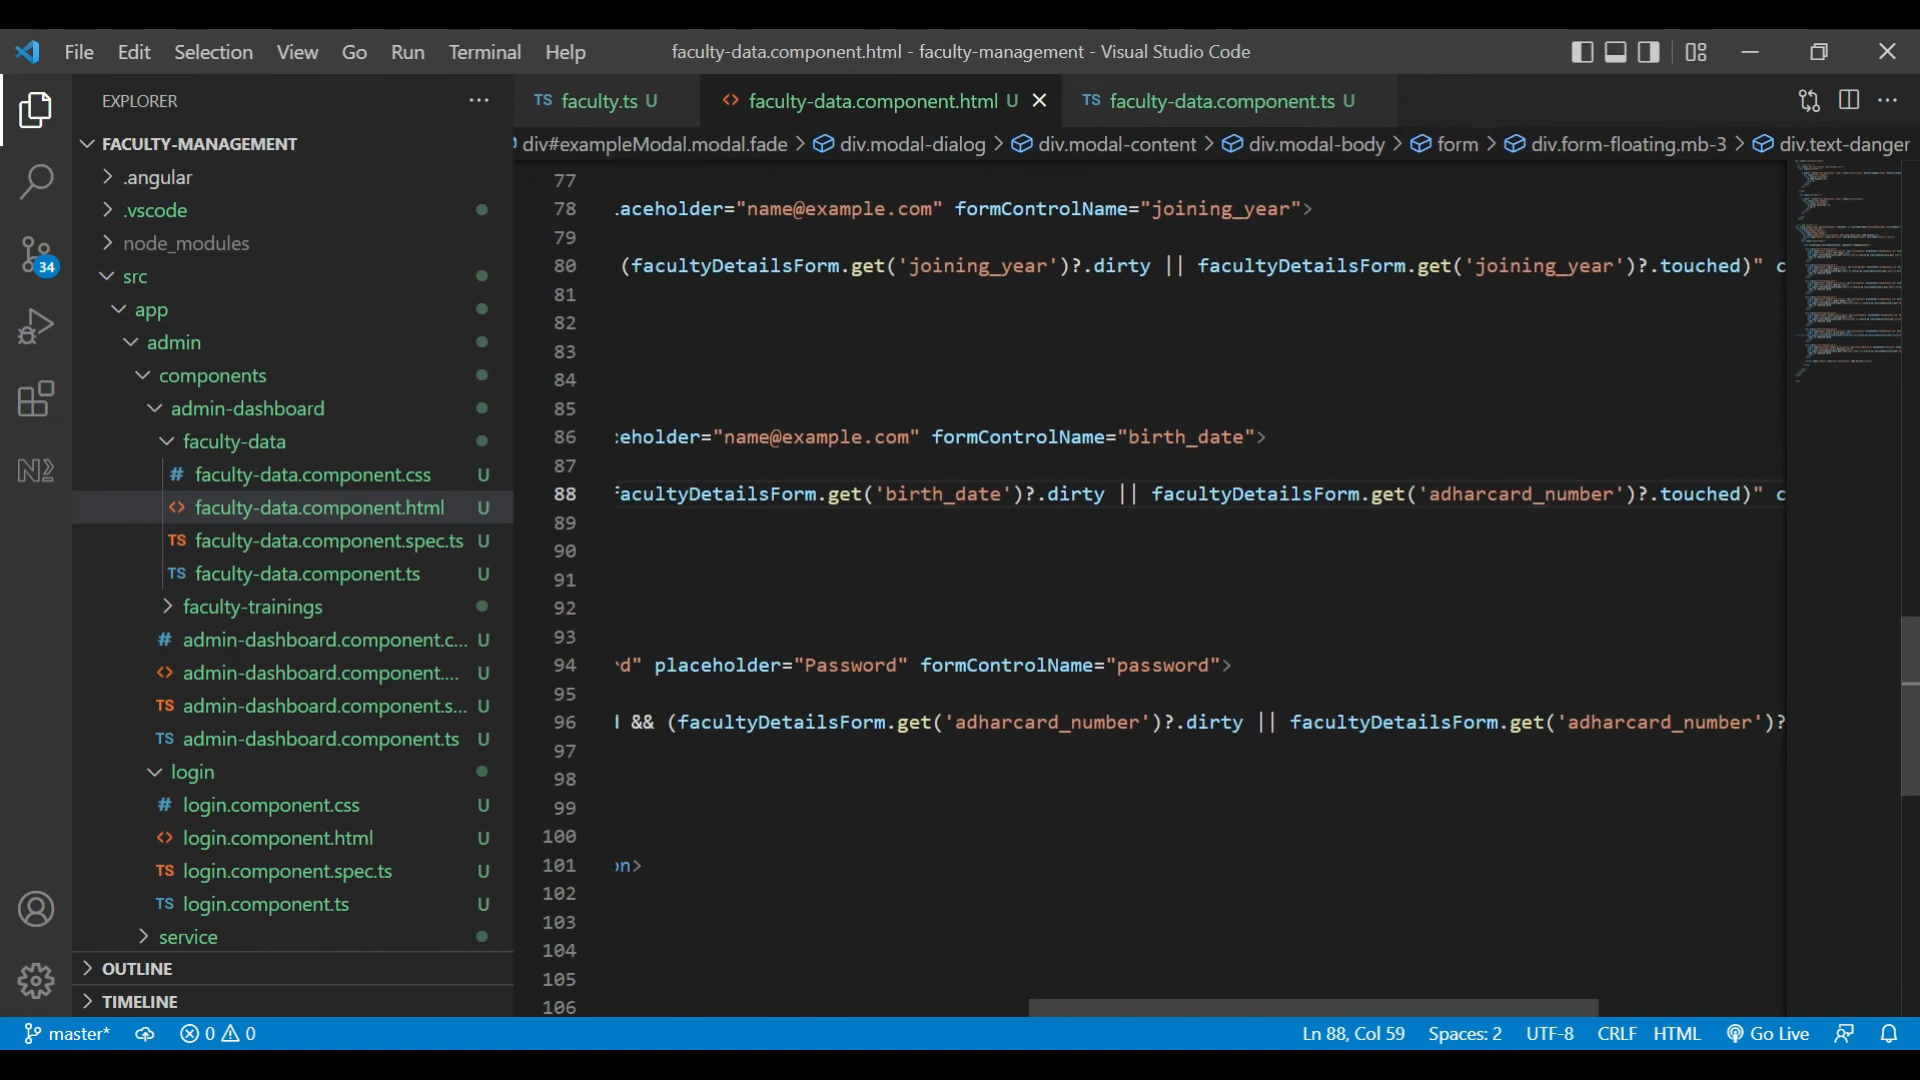 File Edit Selection View Go Run Terminal Help
faculty-data.component.html - faculty-management - Visual Studio Code
EXPLORER
TS faculty.ts U
faculty-data.component.html U
TS faculty-data.component.ts U
FACULTY-MANAGEMENT
div#exampleModal.modal.fade > div.modal-dialog > div.modal-content > div.modal-body > form > div.form-floating.mb-3 > div.text-danger
.angular
.vscode
node_modules
34
src
app
admin
components
admin-dashboard
faculty-data
# faculty-data.component.css U
<> faculty-data.component.html U
TS faculty-data.component.spec.ts U
TS faculty-data.component.ts U
faculty-trainings
# admin-dashboard.component.c... U
<> admin-dashboard.component.... U
TS admin-dashboard.component.s... U
TS admin-dashboard.component.ts U
login
# login.component.css U
<> login.component.html U
TS login.component.spec.ts U
TS login.component.ts U
service
OUTLINE
TIMELINE
77
78 aceholder="name@example.com" formControlName="joining_year">
79
80 (facultyDetailsForm.get('joining_year')?.dirty || facultyDetailsForm.get('joining_year')?.touched)" c
81
82
83
84
85
86 eholder="name@example.com" formControlName="birth_date">
87
88 facultyDetailsForm.get('birth_date')?.dirty || facultyDetailsForm.get('adharcard_number')?.touched)" c
89
90
91
92
93
94 rd" placeholder="Password" formControlName="password">
95
96 && (facultyDetailsForm.get('adharcard_number')?.dirty || facultyDetailsForm.get('adharcard_number')?
97
98
99
100
101 on>
102
103
104
105
106
master* 0 0
Ln 88, Col 59 Spaces: 2 UTF-8 CRLF HTML Go Live